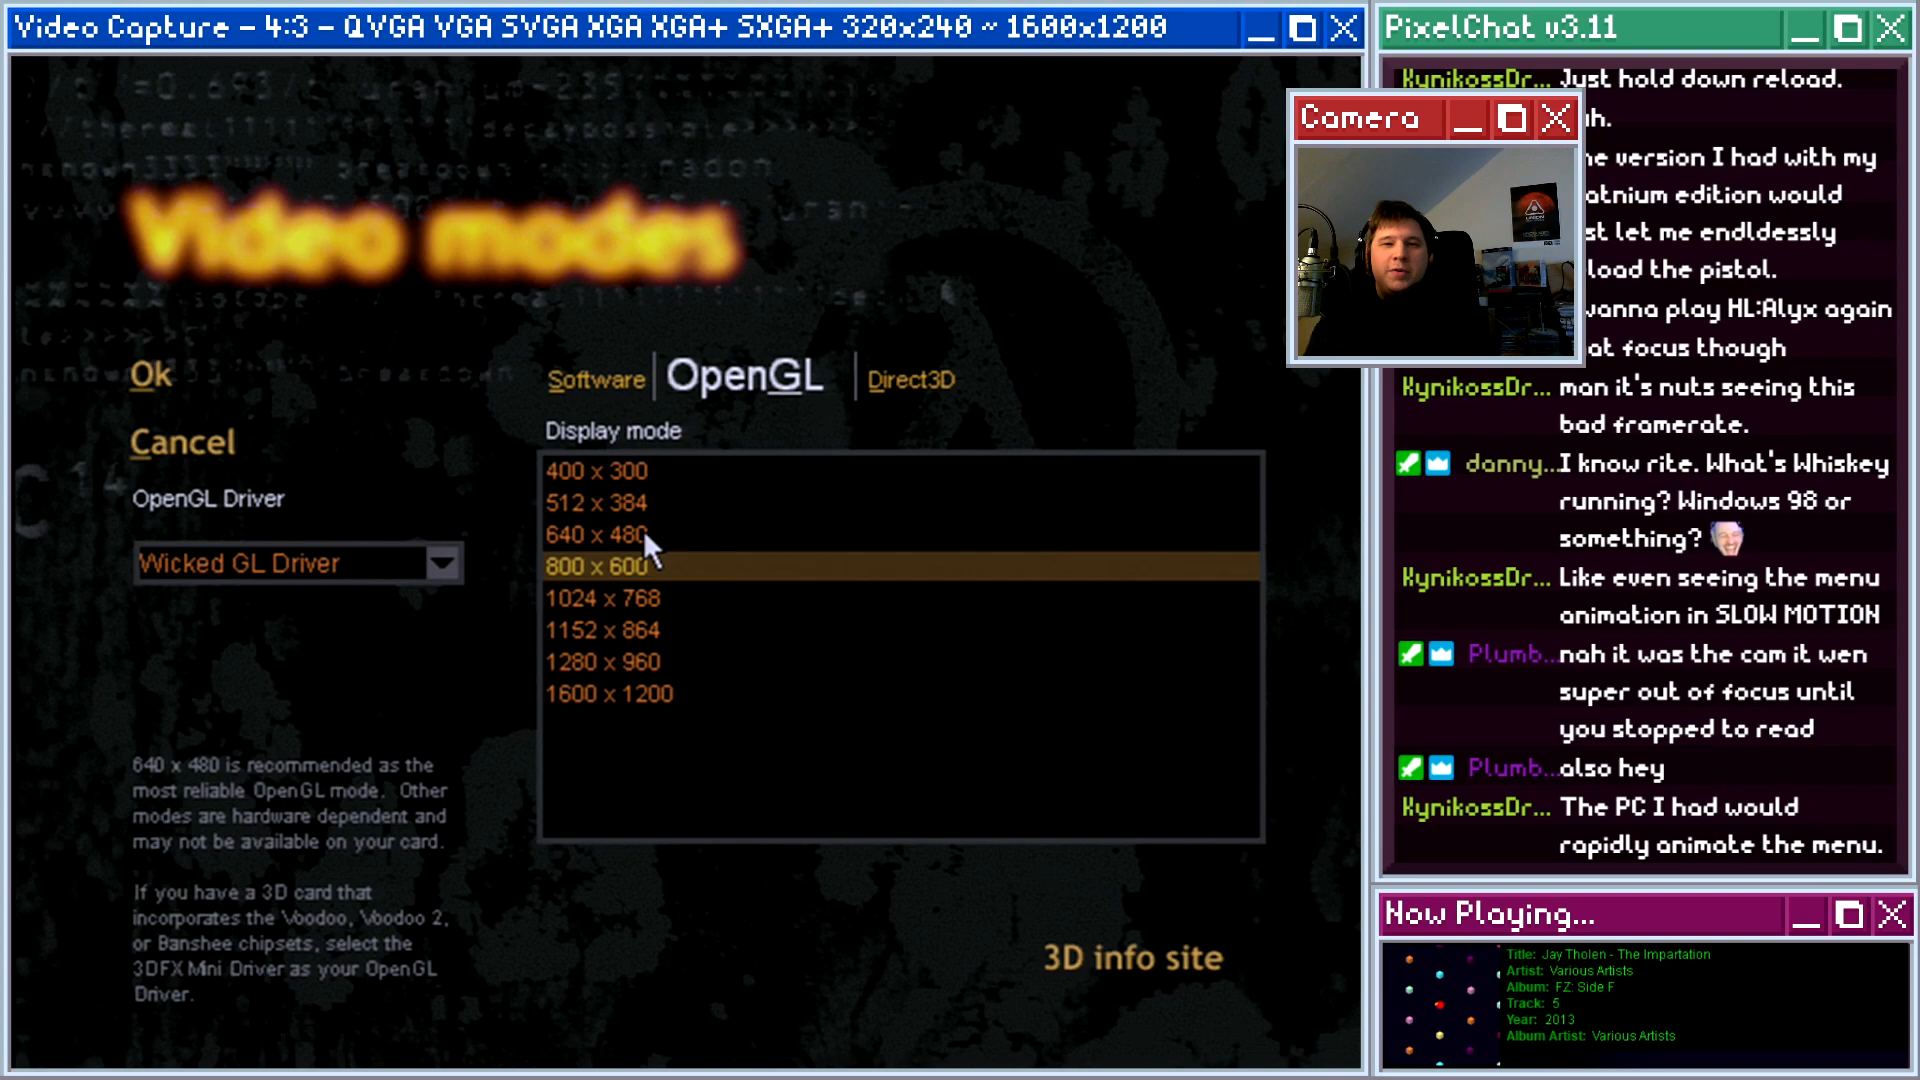 Video Capture - 4:3 - QVGA VGA SVGA XGA XGA+ SXGA+ 320x240 ~ 1600x1200
Video modes
Ok
Cancel
OpenGL Driver
Wicked GL Driver
640 x 480 is recommended as the
most reliable OpenGL mode. Other
modes are hardware dependent and
may not be available on your card.
If you have a 3D card that
incorporates the Voodoo, Voodoo 2,
or Banshee chipsets, select the
3DFX Mini Driver as your OpenGL
Driver.
Software
OpenGL
Direct3D
Display mode
400 x 300
512 x 384
640 x 480
800 x 600
1024 x 768
1152 x 864
1280 x 960
1600 x 1200
3D info site
Camera
PixelChat v3.11
KynikossDr... Just hold down reload.
version I had with my
edition would
let me endldessly
the pistol.
play HL:Alyx again
focus though
KynikossDr... man it's nuts seeing this
bad framerate.
danny...I know rite. What's Whiskey
running? Windows 98 or
something?
KynikossDr... Like even seeing the menu
animation in SLOW MOTION
Plumb...nah it was the cam it wen
super out of focus until
you stopped to read
Plumb...also hey
KynikossDr... The PC I had would
rapidly animate the menu.
Now Playing...
Title: Jay Tholen - The Impartation
Artist: Various Artists
Album: FZ: Side F
Track: 5
Year: 2013
Album Artist: Various Artists